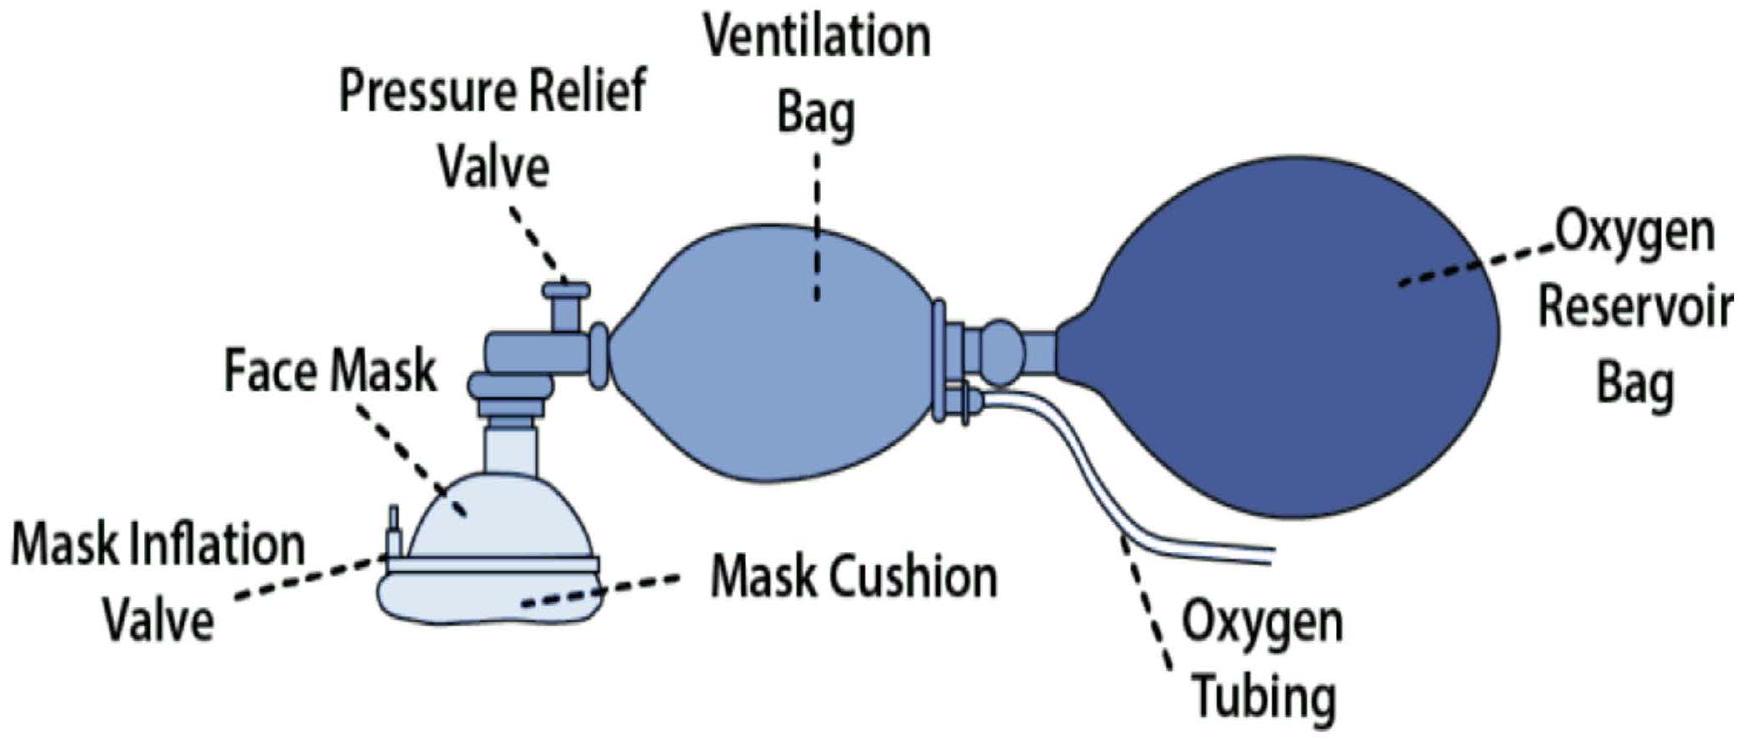 Ventilation
Bag
Pressure Relief
Valve
Oxygen
Reservoir
Bag
Face Mask
Mask Inflation
Valve
Mask Cushion
Oxygen
Tubing